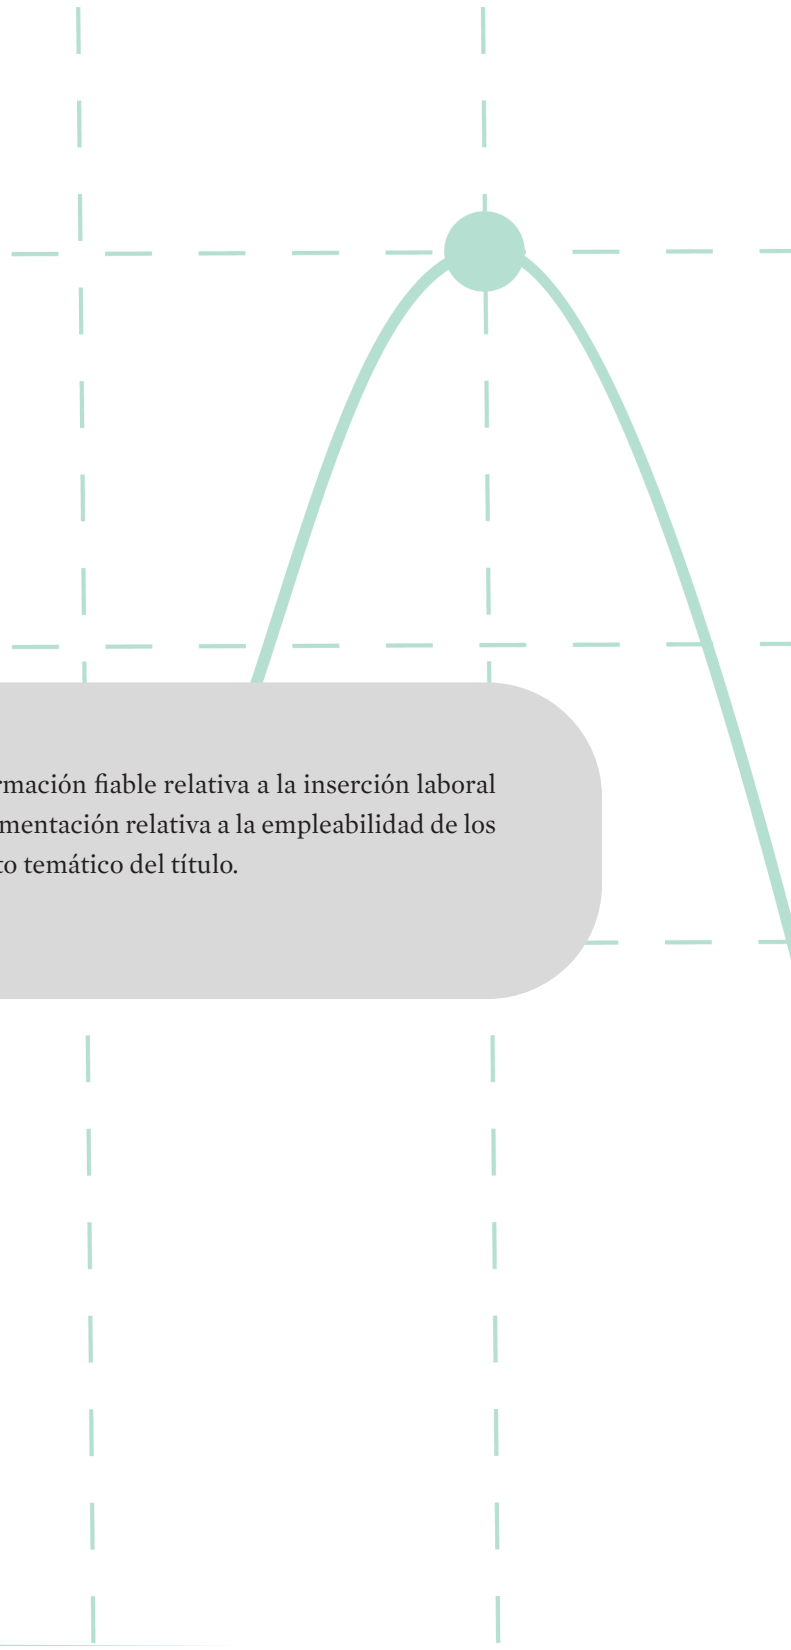 rmación fiable relativa a la inserción laboral
mentación relativa a la empleabilidad de los
to temático del título.